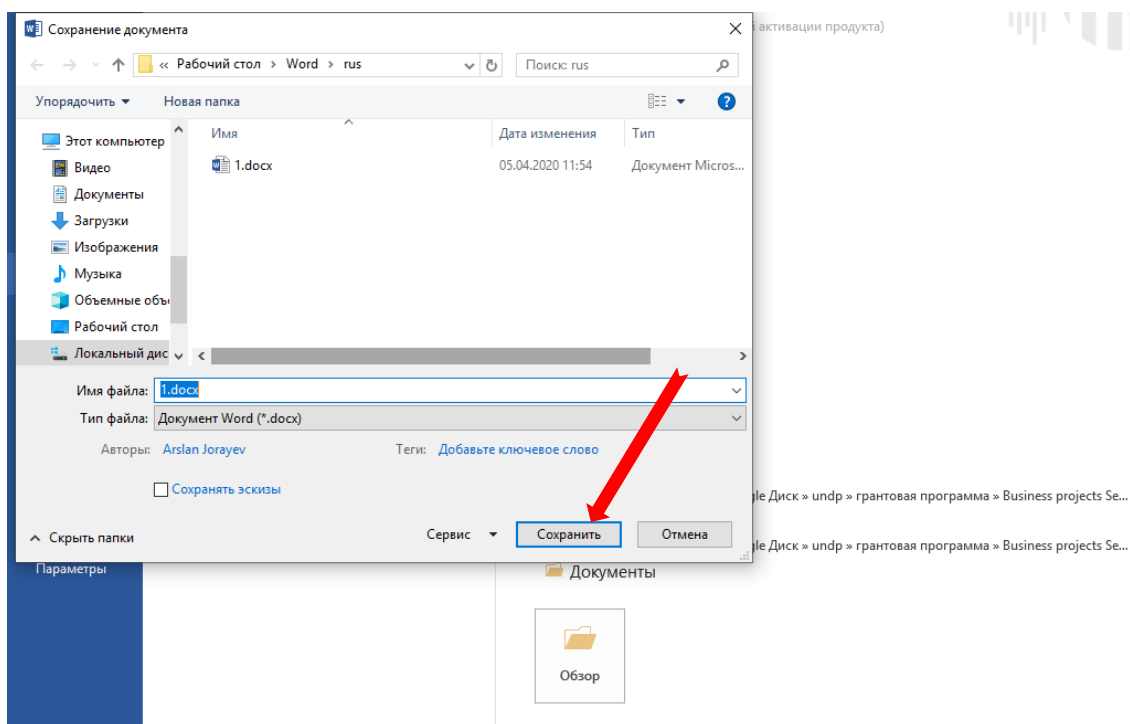 Сохранение документа
й активации продукта)
« Рабочий стол › Word › rus
Поиск: rus
Упорядочить
Новая папка
Этот компьютер
Видео
Документы
Загрузки
Изображения
Музыка
Объемные объ
Рабочий стол
Локальный дис
Имя
Дата изменения
Тип
1.docx
05.04.2020 11:54
Документ Micros...
Имя файла: 1.docx
Тип файла: Документ Word (*.docx)
Авторы: Arslan Jorayev
Теги: Добавьте ключевое слово
Сохранять эскизы
Скрыть папки
Сервис
Сохранить
Отмена
gle Диск » undp » грантовая программа » Business projects Se...
gle Диск » undp » грантовая программа » Business projects Se...
Параметры
Документы
Обзор